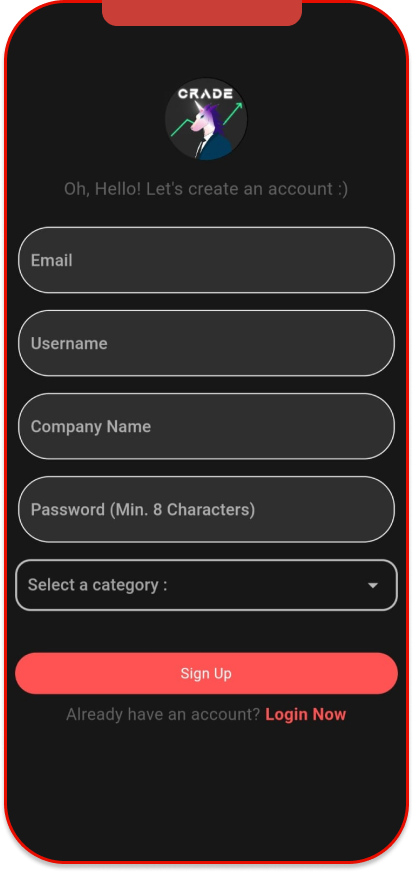 CRADE
Oh, Hello! Let's create an account :)
Email
Username
Company Name
Password (Min. 8 Characters)
Select a category :
Sign Up
Already have an account? Login Now